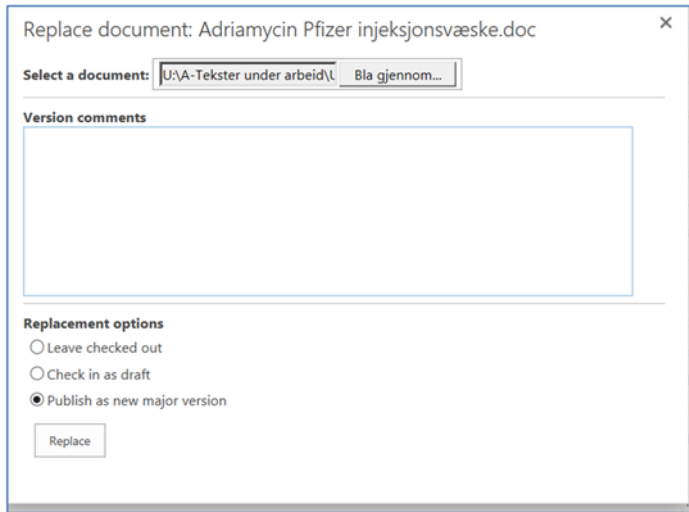 Replace document: Adriamycin Pfizer injeksjonsvæske.doc
Select a document: U:\A-Tekster under arbeid\U Bla gjennom...
Version comments
Replacement options
Leave checked out
Check in as draft
Publish as new major version
Replace